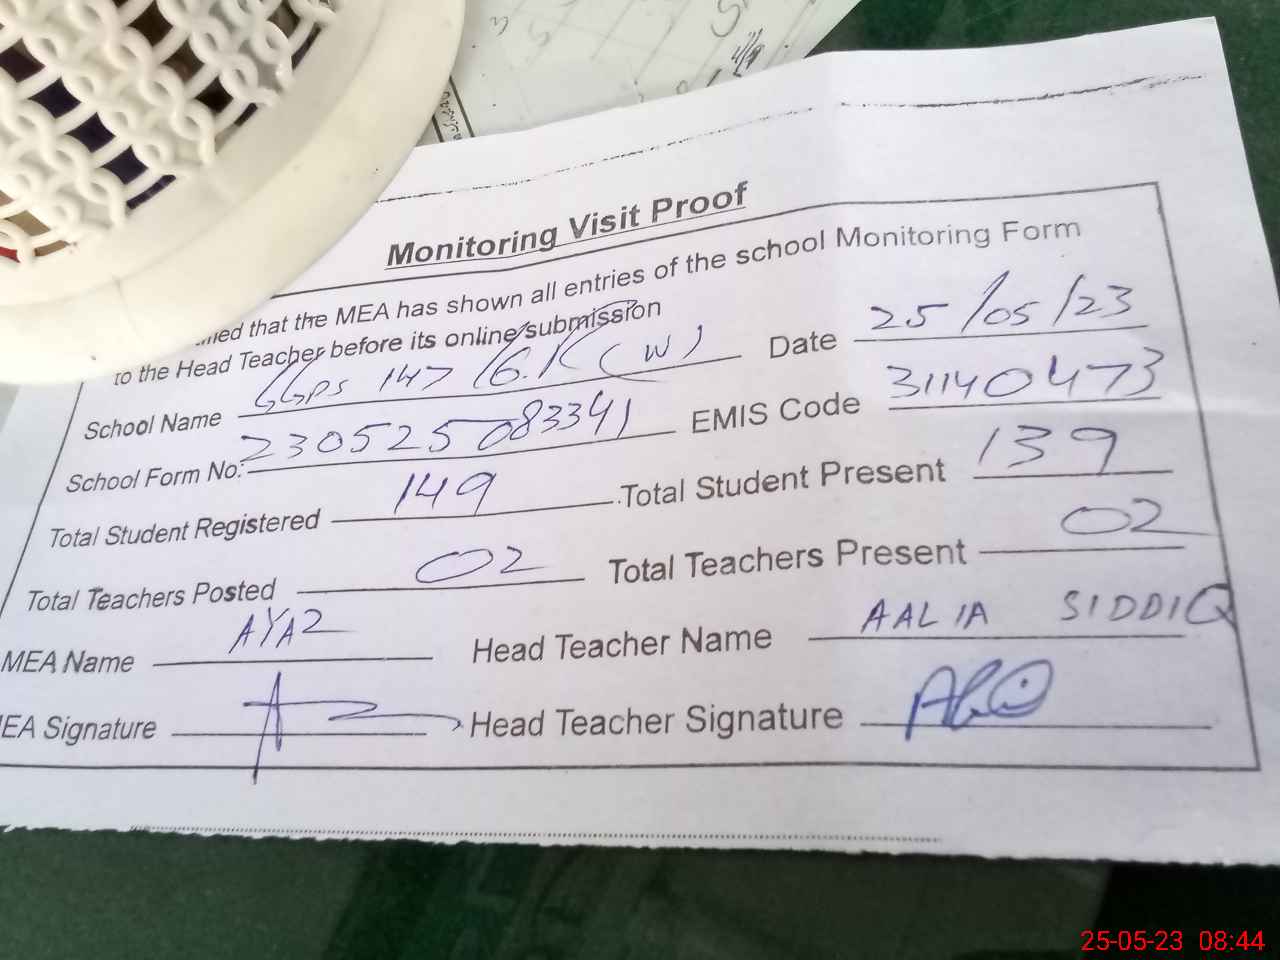 Monitoring Visit Proof
that the MEA has shown all entries of the school Monitoring Form
to the Head Teacher before its online submission
School Name GGPS 147/6.R (W) Date 25/05/23
School Form No: 230525083341 EMIS Code 31140473
Total Student Registered 149 Total Student Present 139
Total Teachers Posted 02 Total Teachers Present 02
MEA Name AYAZ Head Teacher Name AALIA SIDDIQ
EA Signature Head Teacher Signature
25-05-23 08:44